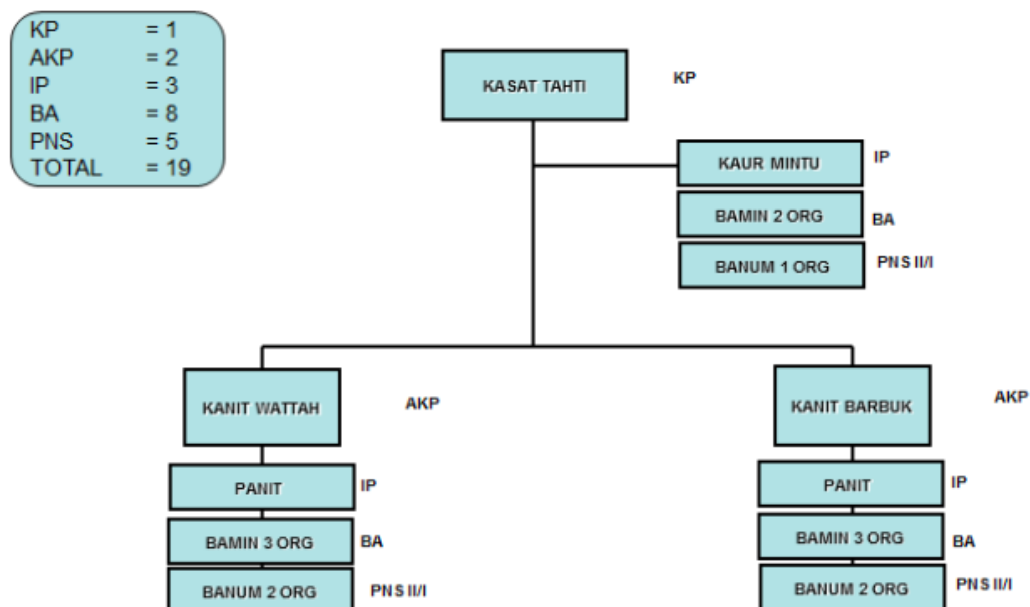 KP = 1
AKP = 2
IP = 3
BA = 8
PNS = 5
TOTAL = 19
KASAT TAHTI
KP
KAUR MINTU
IP
BAMIN 2 ORG
BA
BANUM 1 ORG
PNS II/I
KANIT WATTAH
AKP
PANIT
IP
BAMIN 3 ORG
BA
BANUM 2 ORG
PNS II/I
KANIT BARBUK
AKP
PANIT
IP
BAMIN 3 ORG
BA
BANUM 2 ORG
PNS II/I